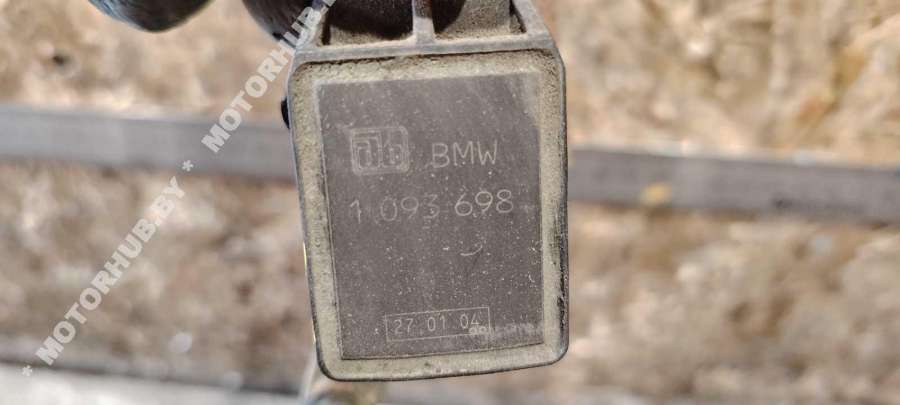 BMW
1 093 698
27.01.04
* MOTORHUB.BY * MOTORHUB.BY *